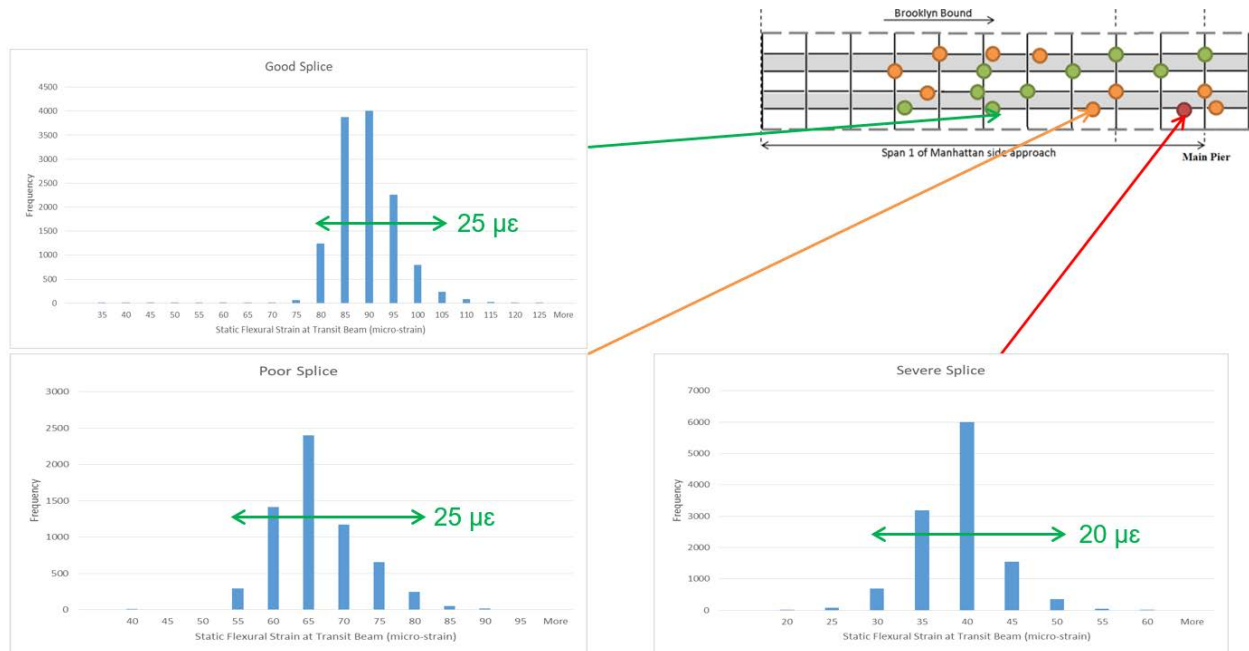 Brooklyn Bound
Span 1 of Manhattan side approach
Main Pier
Good Splice
4500
4000
3500
3000
2500
2000
1500
1000
500
0
Frequency
25 µε
35 40 45 50 55 60 65 70 75 80 85 90 95 100 105 110 115 120 125 More
Static Flexural Strain at Transit Beam (micro-strain)
Poor Splice
3000
2500
2000
1500
1000
500
0
Frequency
25 µε
40 45 50 55 60 65 70 75 80 85 90 95 More
Static Flexural Strain at Transit Beam (micro-strain)
Severe Splice
7000
6000
5000
4000
3000
2000
1000
0
Frequency
20 µε
20 25 30 35 40 45 50 55 60 More
Static Flexural Strain at Transit Beam (micro-strain)